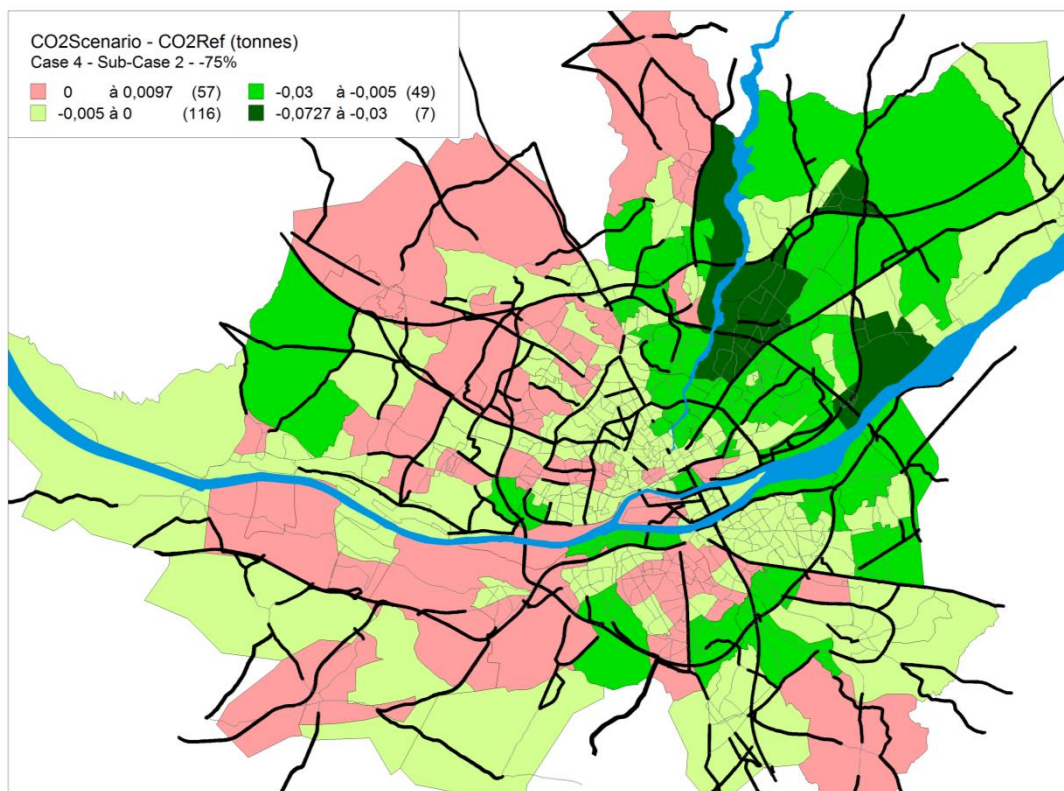 CO2Scenario - CO2Ref (tonnes)
Case 4 - Sub-Case 2 - -75%
0 à 0,0097 (57) -0,03 à -0,005 (49)
-0,005 à 0 (116) -0,0727 à -0,03 (7)